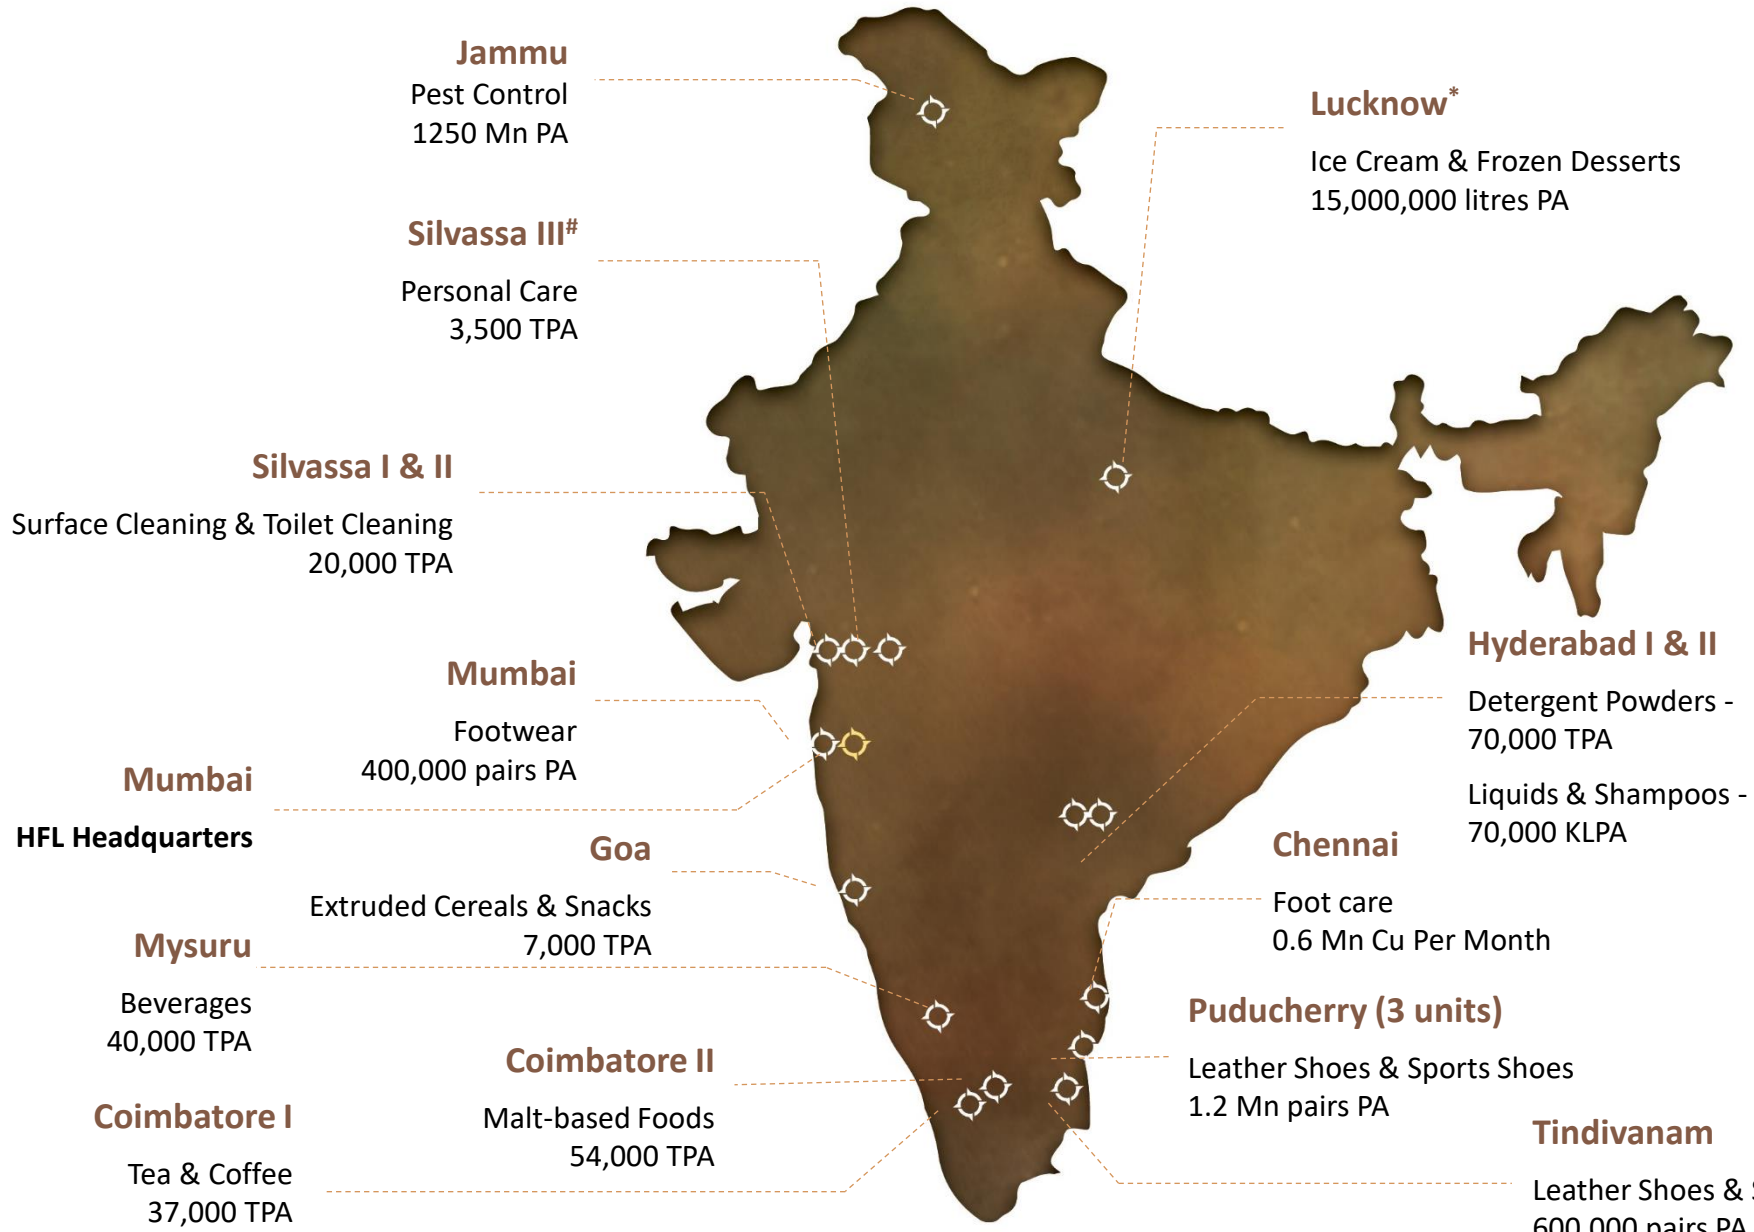 Jammu
Pest Control
1250 Mn PA
Lucknow*
Ice Cream & Frozen Desserts
15,000,000 litres PA
Silvassa III#
Personal Care
3,500 TPA
Silvassa I & II
Surface Cleaning & Toilet Cleaning
20,000 TPA
Mumbai
Footwear
400,000 pairs PA
Hyderabad I & II
Detergent Powders -
70,000 TPA
Liquids & Shampoos -
70,000 KLPA
Mumbai
HFL Headquarters
Goa
Extruded Cereals & Snacks
7,000 TPA
Chennai
Foot care
0.6 Mn Cu Per Month
Mysuru
Beverages
40,000 TPA
Puducherry (3 units)
Leather Shoes & Sports Shoes
1.2 Mn pairs PA
Coimbatore II
Malt-based Foods
54,000 TPA
Coimbatore I
Tea & Coffee
37,000 TPA
Tindivanam
Leather Shoes &
600,000 pairs PA